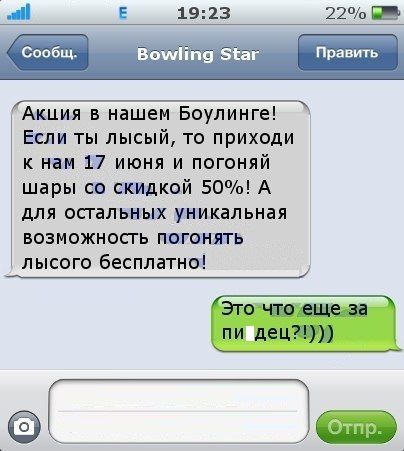 E 19:23 22%
Сообщ. Bowling Star Править
Акция в нашем Боулинге!
Если ты лысый, то приходи
к нам 17 июня и погоняй
шары со скидкой 50%! А
для остальных уникальная
возможность погонять
лысого бесплатно!
Это что еще за
пи дец?!)))
Отпр.